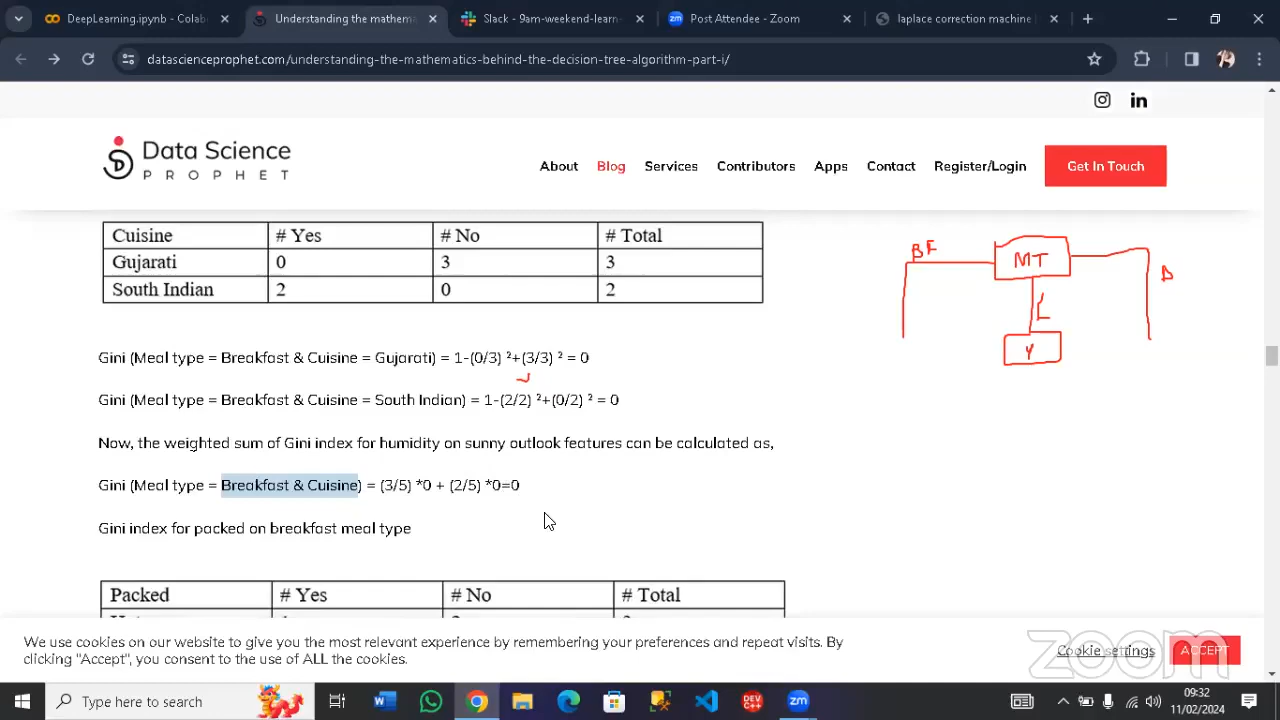 DeepLearning.ipynb - Colab
Understanding the mathema
Slack - 9am-weekend-learn-
Post Attendee - Zoom
laplace correction machine
datascienceprophet.com/understanding-the-mathematics-behind-the-decision-tree-algorithm-part-i/
Data Science
PROPHET
About Blog Services Contributors Apps Contact Register/Login Get In Touch
Cuisine # Yes # No # Total
Gujarati 0 3 3
South Indian 2 0 2
BF MT D
L
Y
Gini (Meal type = Breakfast & Cuisine = Gujarati) = 1-(0/3) ²+(3/3) ² = 0
Gini (Meal type = Breakfast & Cuisine = South Indian) = 1-(2/2) ²+(0/2) ² = 0
Now, the weighted sum of Gini index for humidity on sunny outlook features can be calculated as,
Gini (Meal type = Breakfast & Cuisine) = (3/5) *0 + (2/5) *0=0
Gini index for packed on breakfast meal type
Packed # Yes # No # Total
We use cookies on our website to give you the most relevant experience by remembering your preferences and repeat visits. By
clicking "Accept", you consent to the use of ALL the cookies.
Cookie settings
ACCEPT
zoom
Type here to search
09:32
11/02/2024